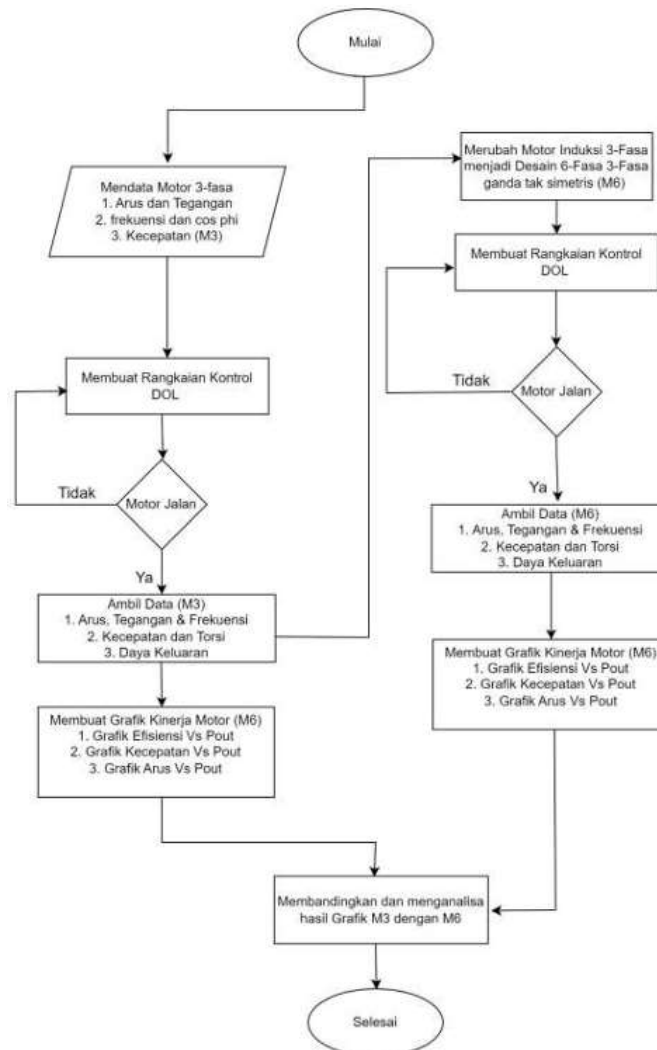 Mulai
Mendata Motor 3-fasa
1. Arus dan Tegangan
2. frekuensi dan cos phi
3. Kecepatan (M3)
Membuat Rangkaian Kontrol
DOL
Tidak
Motor Jalan
Ya
Ambil Data (M3)
1. Arus, Tegangan & Frekuensi
2. Kecepatan dan Torsi
3. Daya Keluaran
Membuat Grafik Kinerja Motor (M6)
1. Grafik Efisiensi Vs Pout
2. Grafik Kecepatan Vs Pout
3. Grafik Arus Vs Pout
Merubah Motor Induksi 3-Fasa
menjadi Desain 6-Fasa 3-Fasa
ganda tak simetris (M6)
Membuat Rangkaian Kontrol
DOL
Tidak
Motor Jalan
Ya
Ambil Data (M6)
1. Arus, Tegangan & Frekuensi
2. Kecepatan dan Torsi
3. Daya Keluaran
Membuat Grafik Kinerja Motor (M6)
1. Grafik Efisiensi Vs Pout
2. Grafik Kecepatan Vs Pout
3. Grafik Arus Vs Pout
Membandingkan dan menganalisa
hasil Grafik M3 dengan M6
Selesai